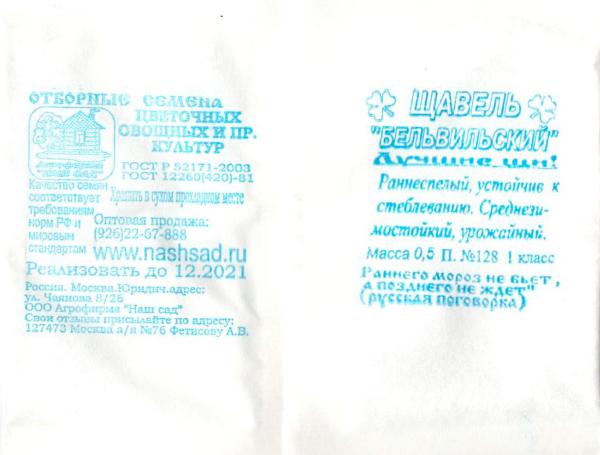 ОТБОРНЫЕ СЕМЕНА
ЦВЕТОЧНЫХ
ОВОЩНЫХ И ПР.
КУЛЬТУР
ГОСТ Р 52171-2003
ГОСТ 12260(420)-81
Качество семян
соответствует
требованиям
норм РФ и
мировым
стандартам
Хранить в сухом прохладном месте
Оптовая продажа:
(926)22-67-888
www.nashsad.ru
Реализовать до 12.2021
Россия. Москва.Юридич.адрес:
ул. Чаянова 8/26
ООО Агрофирма "Наш сад"
Свои отзывы присылайте по адресу:
127473 Москва а/я №76 Фетисову А.В.
ЩАВЕЛЬ
"БЕЛЬВИЛЬСКИЙ"
Лучшие щи!
Раннеспелый, устойчив к
стеблеванию. Среднези-
мостойкий, урожайный.
Масса 0,5 П. №128 1 класс
Раннего мороз не бьет,
а позднего не ждет"
(русская поговорка)